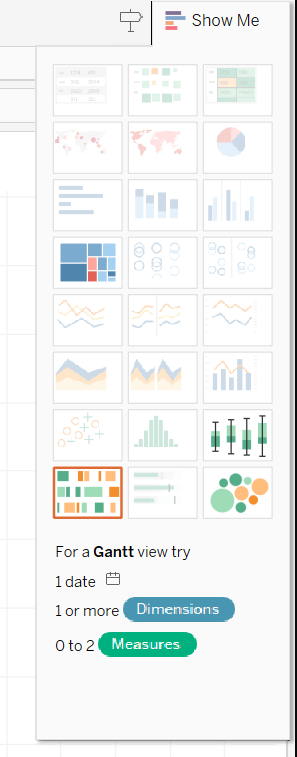 Show Me
For a Gantt view try
1 date
1 or more Dimensions
0 to 2 Measures